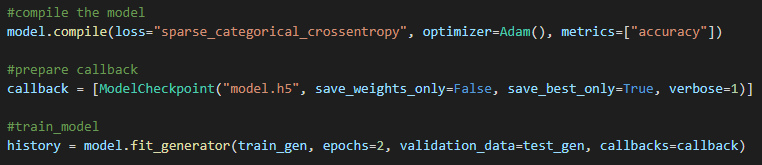 #compile the model
model.compile(loss="sparse_categorical_crossentropy", optimizer=Adam(), metrics=["accuracy"])
#prepare callback
callback = [ModelCheckpoint("model.h5", save_weights_only=False, save_best_only=True, verbose=1)]
#train_model
history = model.fit_generator(train_gen, epochs=2, validation_data=test_gen, callbacks=callback)